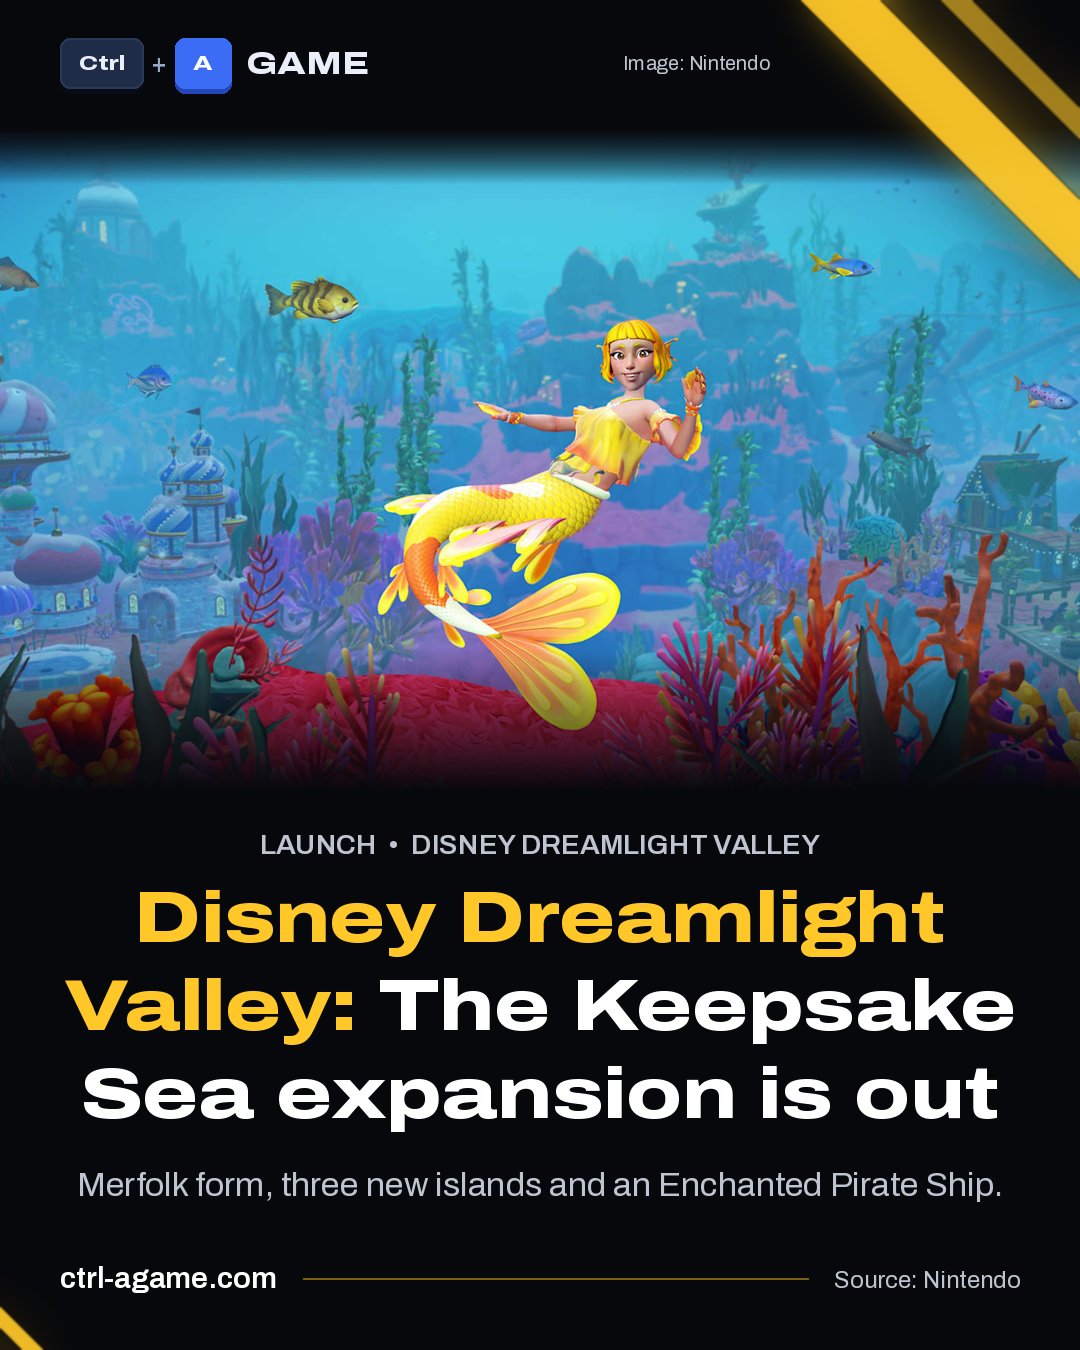 Ctrl + A GAME
Image: Nintendo
LAUNCH • DISNEY DREAMLIGHT VALLEY
Disney Dreamlight
Valley: The Keepsake
Sea expansion is out
Merfolk form, three new islands and an Enchanted Pirate Ship.
ctrl-agame.com
Source: Nintendo